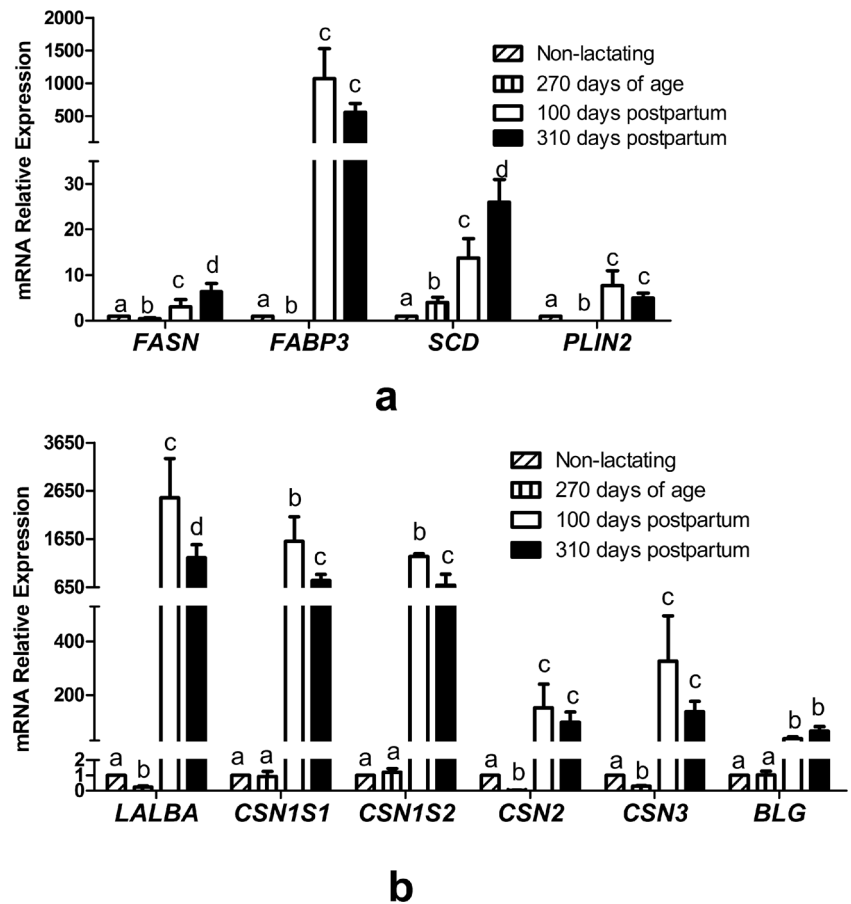 2000
1500
1000
500
30
20
10
0
mRNA Relative Expression
Non-lactating
270 days of age
100 days postpartum
310 days postpartum
a b c d
a b c c
a b c d
a b c c
FASN FABP3 SCD PLIN2
a
3650
2650
1650
650
400
200
2
1
0
mRNA Relative Expression
Non-lactating
270 days of age
100 days postpartum
310 days postpartum
a b c d
a a b c
a a b c
a b c c
a b c c
a a b b
LALBA CSN1S1 CSN1S2 CSN2 CSN3 BLG
b